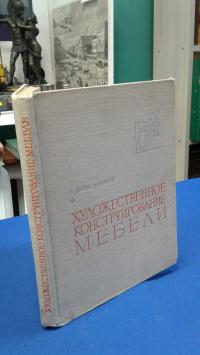 ХУДОЖЕСТВЕННОЕ
КОНСТРУИРОВАНИЕ
МЕБЕЛИ
ХУДОЖЕСТВЕННОЕ КОНСТРУИРОВАНИЕ МЕБЕЛИ